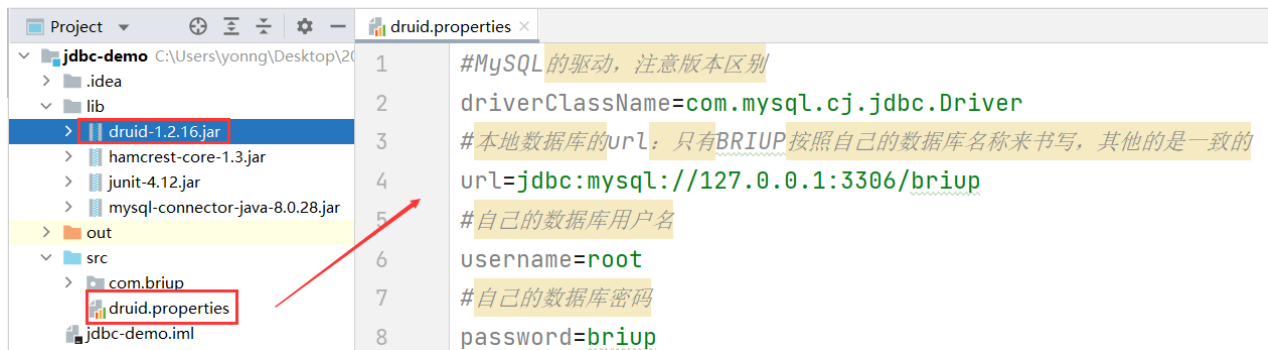 Project
jdbc-demo C:\Users\yonng\Desktop\20
.idea
lib
druid-1.2.16.jar
hamcrest-core-1.3.jar
junit-4.12.jar
mysql-connector-java-8.0.28.jar
out
src
com.briup
druid.properties
jdbc-demo.iml
druid.properties
1 #MySQL的驱动，注意版本区别
2 driverClassName=com.mysql.cj.jdbc.Driver
3 #本地数据库的url：只有BRIUP按照自己的数据库名称来书写，其他的是一致的
4 url=jdbc:mysql://127.0.0.1:3306/briup
5 #自己的数据库用户名
6 username=root
7 #自己的数据库密码
8 password=briup